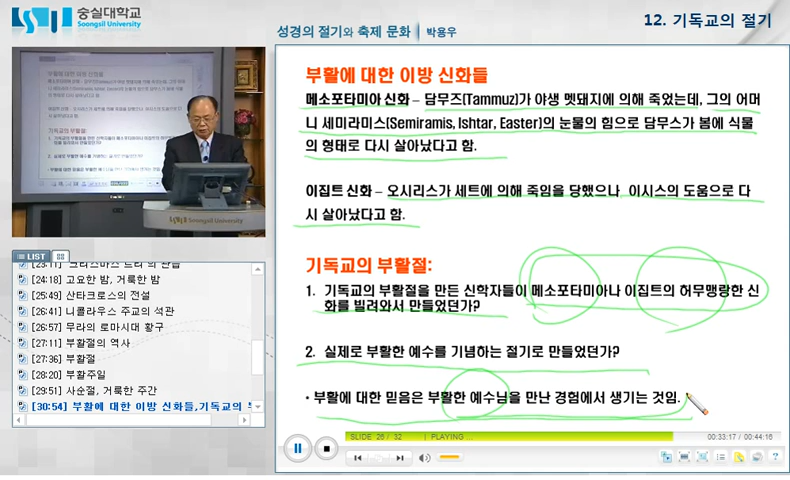 숭실대학교
Soongsil University
성경의 절기와 축제 문화 | 박용우
12. 기독교의 절기
부활에 대한 이방 신화들
메소포타미아 신화 – 담무즈(Tammuz)가 야생 멧돼지에 의해 죽었는데, 그의 어머
니 세미라미스(Semiramis, Ishtar, Easter)의 눈물의 힘으로 담무스가 봄에 식물
의 형태로 다시 살아났다고 함.
이집트 신화 – 오시리스가 세트에 의해 죽임을 당했으나 이시스의 도움으로 다
시 살아났다고 함.
기독교의 부활절:
1. 기독교의 부활절을 만든 신학자들이 메소포타미아나 이집트의 허무맹랑한 신
화를 빌려와서 만들었던가?
2. 실제로 부활한 예수를 기념하는 절기로 만들었던가?
• 부활에 대한 믿음은 부활한 예수님을 만난 경험에서 생기는 것임.
Soongsil University
LIST
[23:11] 크리스마스 트리 의 관습
[24:18] 고요한 밤, 거룩한 밤
[25:49] 산타크로스의 전설
[26:41] 니콜라우스 주교의 석관
[26:57] 무라의 로마시대 항구
[27:11] 부활절의 역사
[27:36] 부활절
[28:20] 부활주일
[29:51] 사순절, 거룩한 주간
[30:54] 부활에 대한 이방 신화들,기독교의 부
SLIDE 26 / 32 | PLAYING ...
00:33:17 / 00:44:16